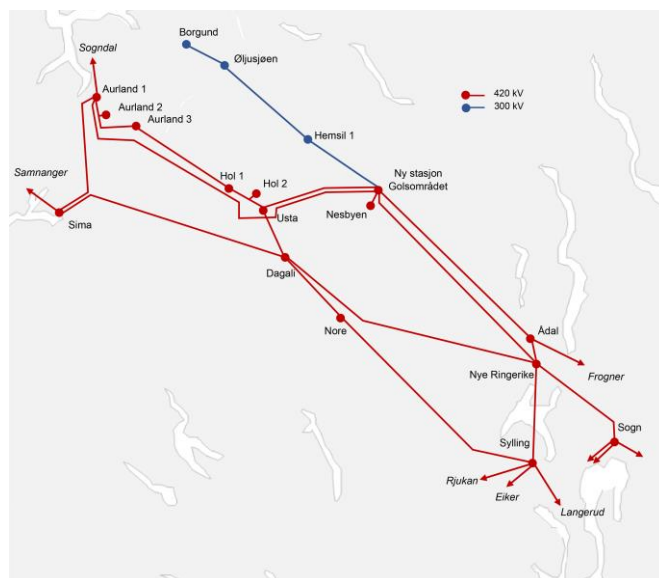 Borgund
Sogndal
Øljusjøen
Aurland 1
420 kV
300 kV
Aurland 2
Aurland 3
Hemsil 1
Samnanger
Hol 1
Hol 2
Ny stasjon
Golsområdet
Nesbyen
Sima
Usta
Dagali
Nore
Ådal
Nye Ringerike
Frogner
Sogn
Sylling
Rjukan
Eiker
Langerud